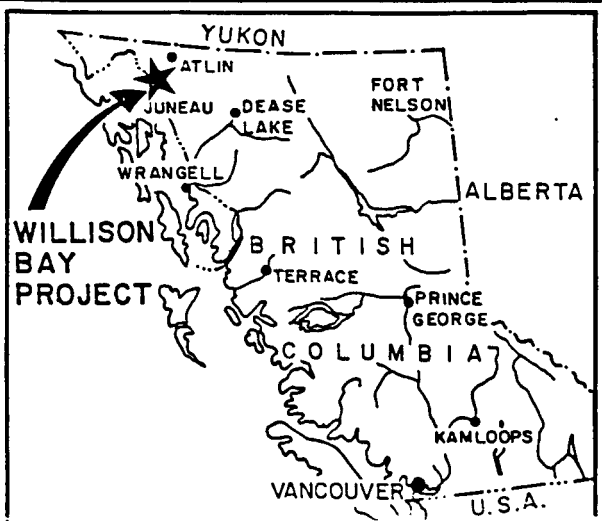 YUKON
ATLIN
JUNEAU
DEASE
LAKE
FORT
NELSON
WRANGELL
ALBERTA
WILLISON
BAY
PROJECT
BRITISH
TERRACE
PRINCE
GEORGE
COLUMBIA
KAMLOOPS
VANCOUVER
U.S.A.